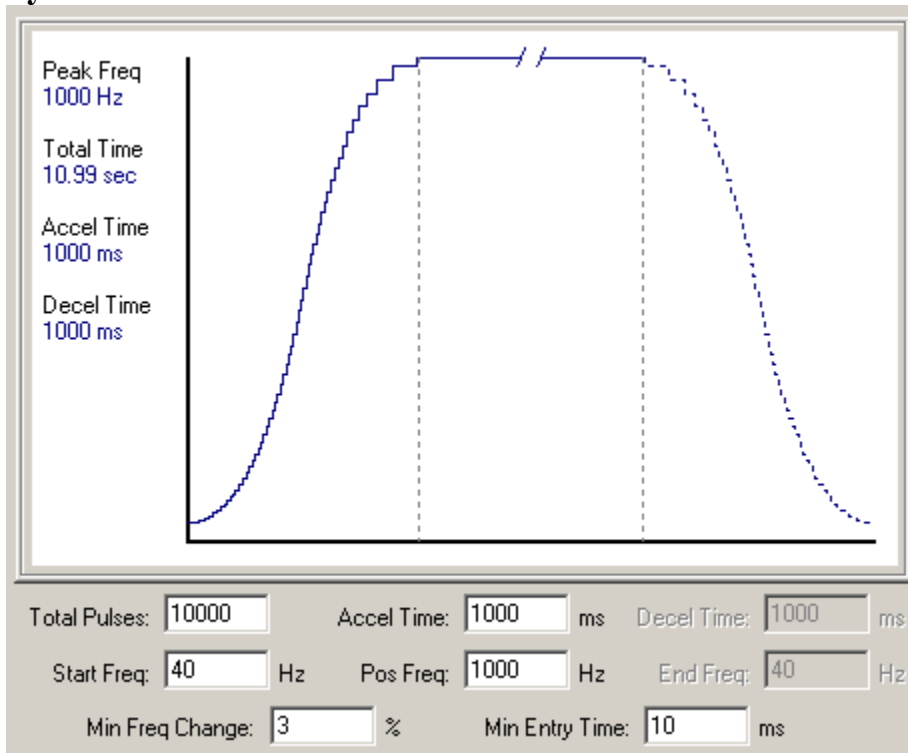 Peak Freq
1000 Hz
Total Time
10.99 sec
Accel Time
1000 ms
Decel Time
1000 ms
Total Pulses: 10000 Accel Time: 1000 ms Decel Time: 1000 ms
Start Freq: 40 Hz Pos Freq: 1000 Hz End Freq: 40 Hz
Min Freq Change: 3 % Min Entry Time: 10 ms